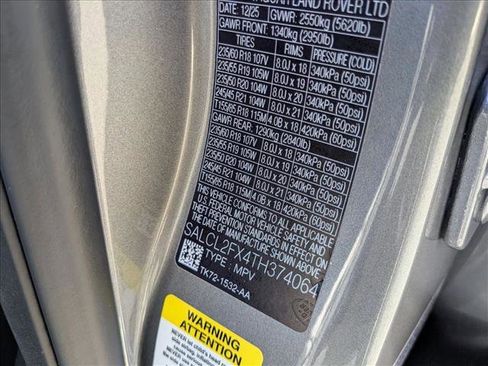 LAND ROVER LTD
DATE: 12/25 GVWR: 2550kg (5620lb)
GAWR FRONT: 1340kg (2950lb)
TIRES RIMS PRESSURE (COLD)
235/60 R18 107V 8.0J x 18 340kPa (50psi)
235/55 R19 105W 8.0J x 19 340kPa (50psi)
235/50 R20 104W 8.0J x 20 340kPa (50psi)
245/45 R21 104W 8.0J x 21 340kPa (50psi)
T155/85 R18 115M 4.0B x 18 420kPa (60psi)
GAWR REAR: 1290kg (2840lb)
235/60 R18 107V 8.0J x 18 340kPa (50psi)
235/55 R19 105W 8.0J x 19 340kPa (50psi)
235/50 R20 104W 8.0J x 20 340kPa (50psi)
245/45 R21 104W 8.0J x 21 340kPa (50psi)
T155/85 R18 115M 4.0B x 18 420kPa (60psi)
THIS VEHICLE CONFORMS TO ALL APPLICABLE
U.S. FEDERAL MOTOR VEHICLE SAFETY
STANDARDS IN EFFECT ON THE DATE OF
MANUFACTURE SHOWN ABOVE
SALCL2FX4TH374064
TYPE: MPV
TK72-1532-AA
WARNING
ATTENTION
NEVER let child's head
the side airbag